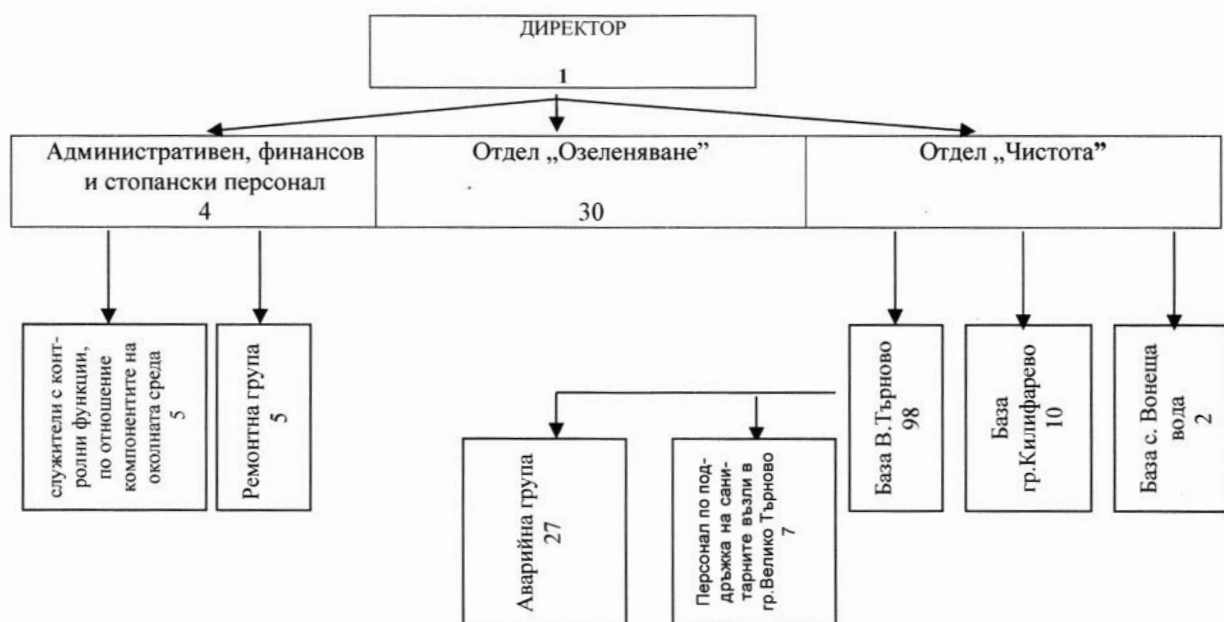 ДИРЕКТОР
1
Административен, финансов
и стопански персонал
4
Отдел „Озеленяване”
30
Отдел „Чистота”
служители с конт-
ролни функции,
по отношение
компонентите на
околната среда
5
Ремонтна група
5
Аварийна група
27
Персонал по под-
дръжка на сани-
тарните възли в
гр.Велико Търново
7
База В.Търново
98
База
гр.Килифарево
10
База с. Вонеща
вода
2